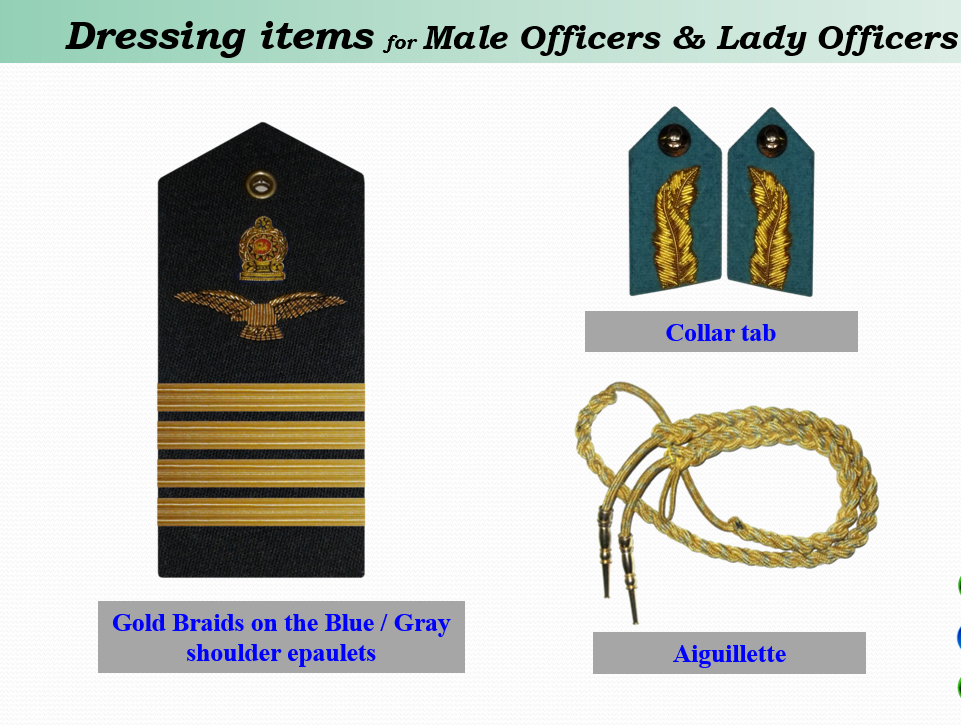 Dressing items for Male Officers & Lady Officers
Collar tab
Gold Braids on the Blue / Gray
shoulder epaulets
Aiguillette